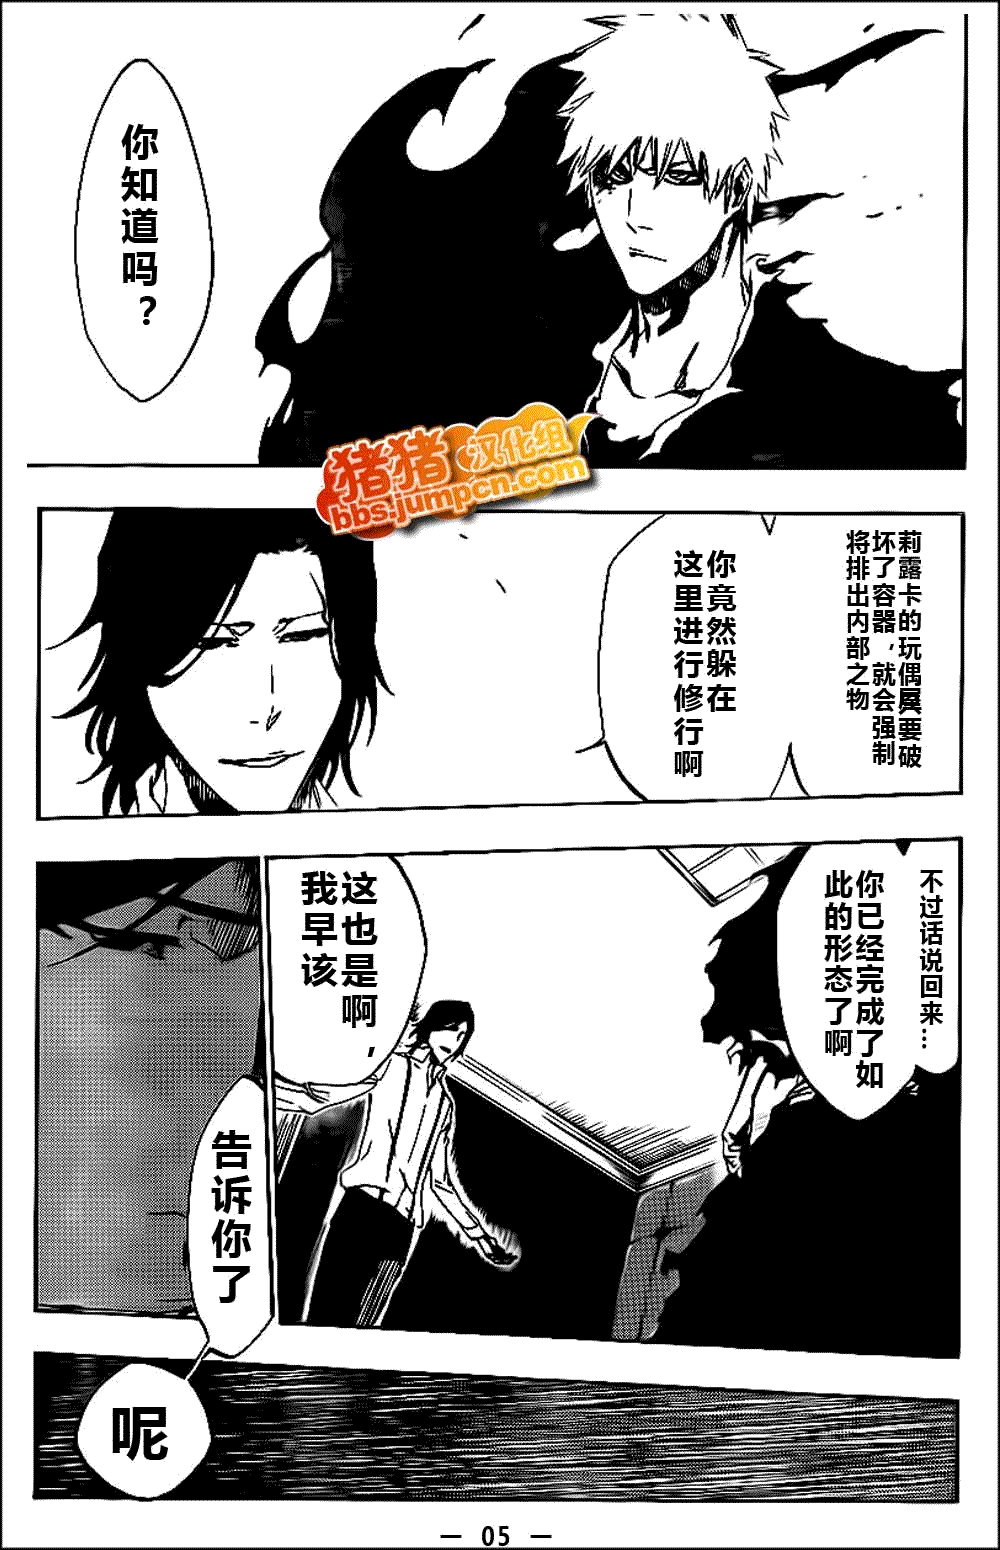 你知道吗？
猪猪汉化组
bbs.jumpcn.com
莉露卡的玩偶屋要破
坏了容器，就会强制
将排出内部之物
你竟然躲在
这里进行修行啊
不过话说回来…
你已经完成了如
此的形态了啊
这也是啊，
我早该
告诉你了
呢
— 05 —